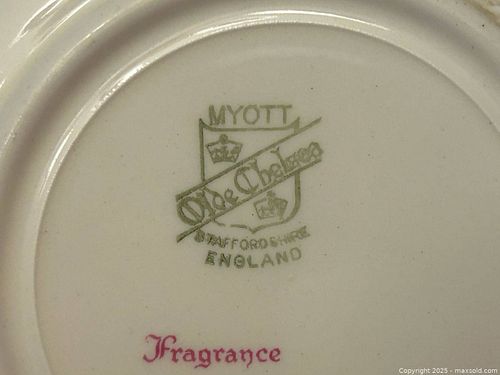 MYOTT
Olde Chelsea
STAFFORDSHIRE
ENGLAND
Fragrance
Copyright 2025 - maxsold.com